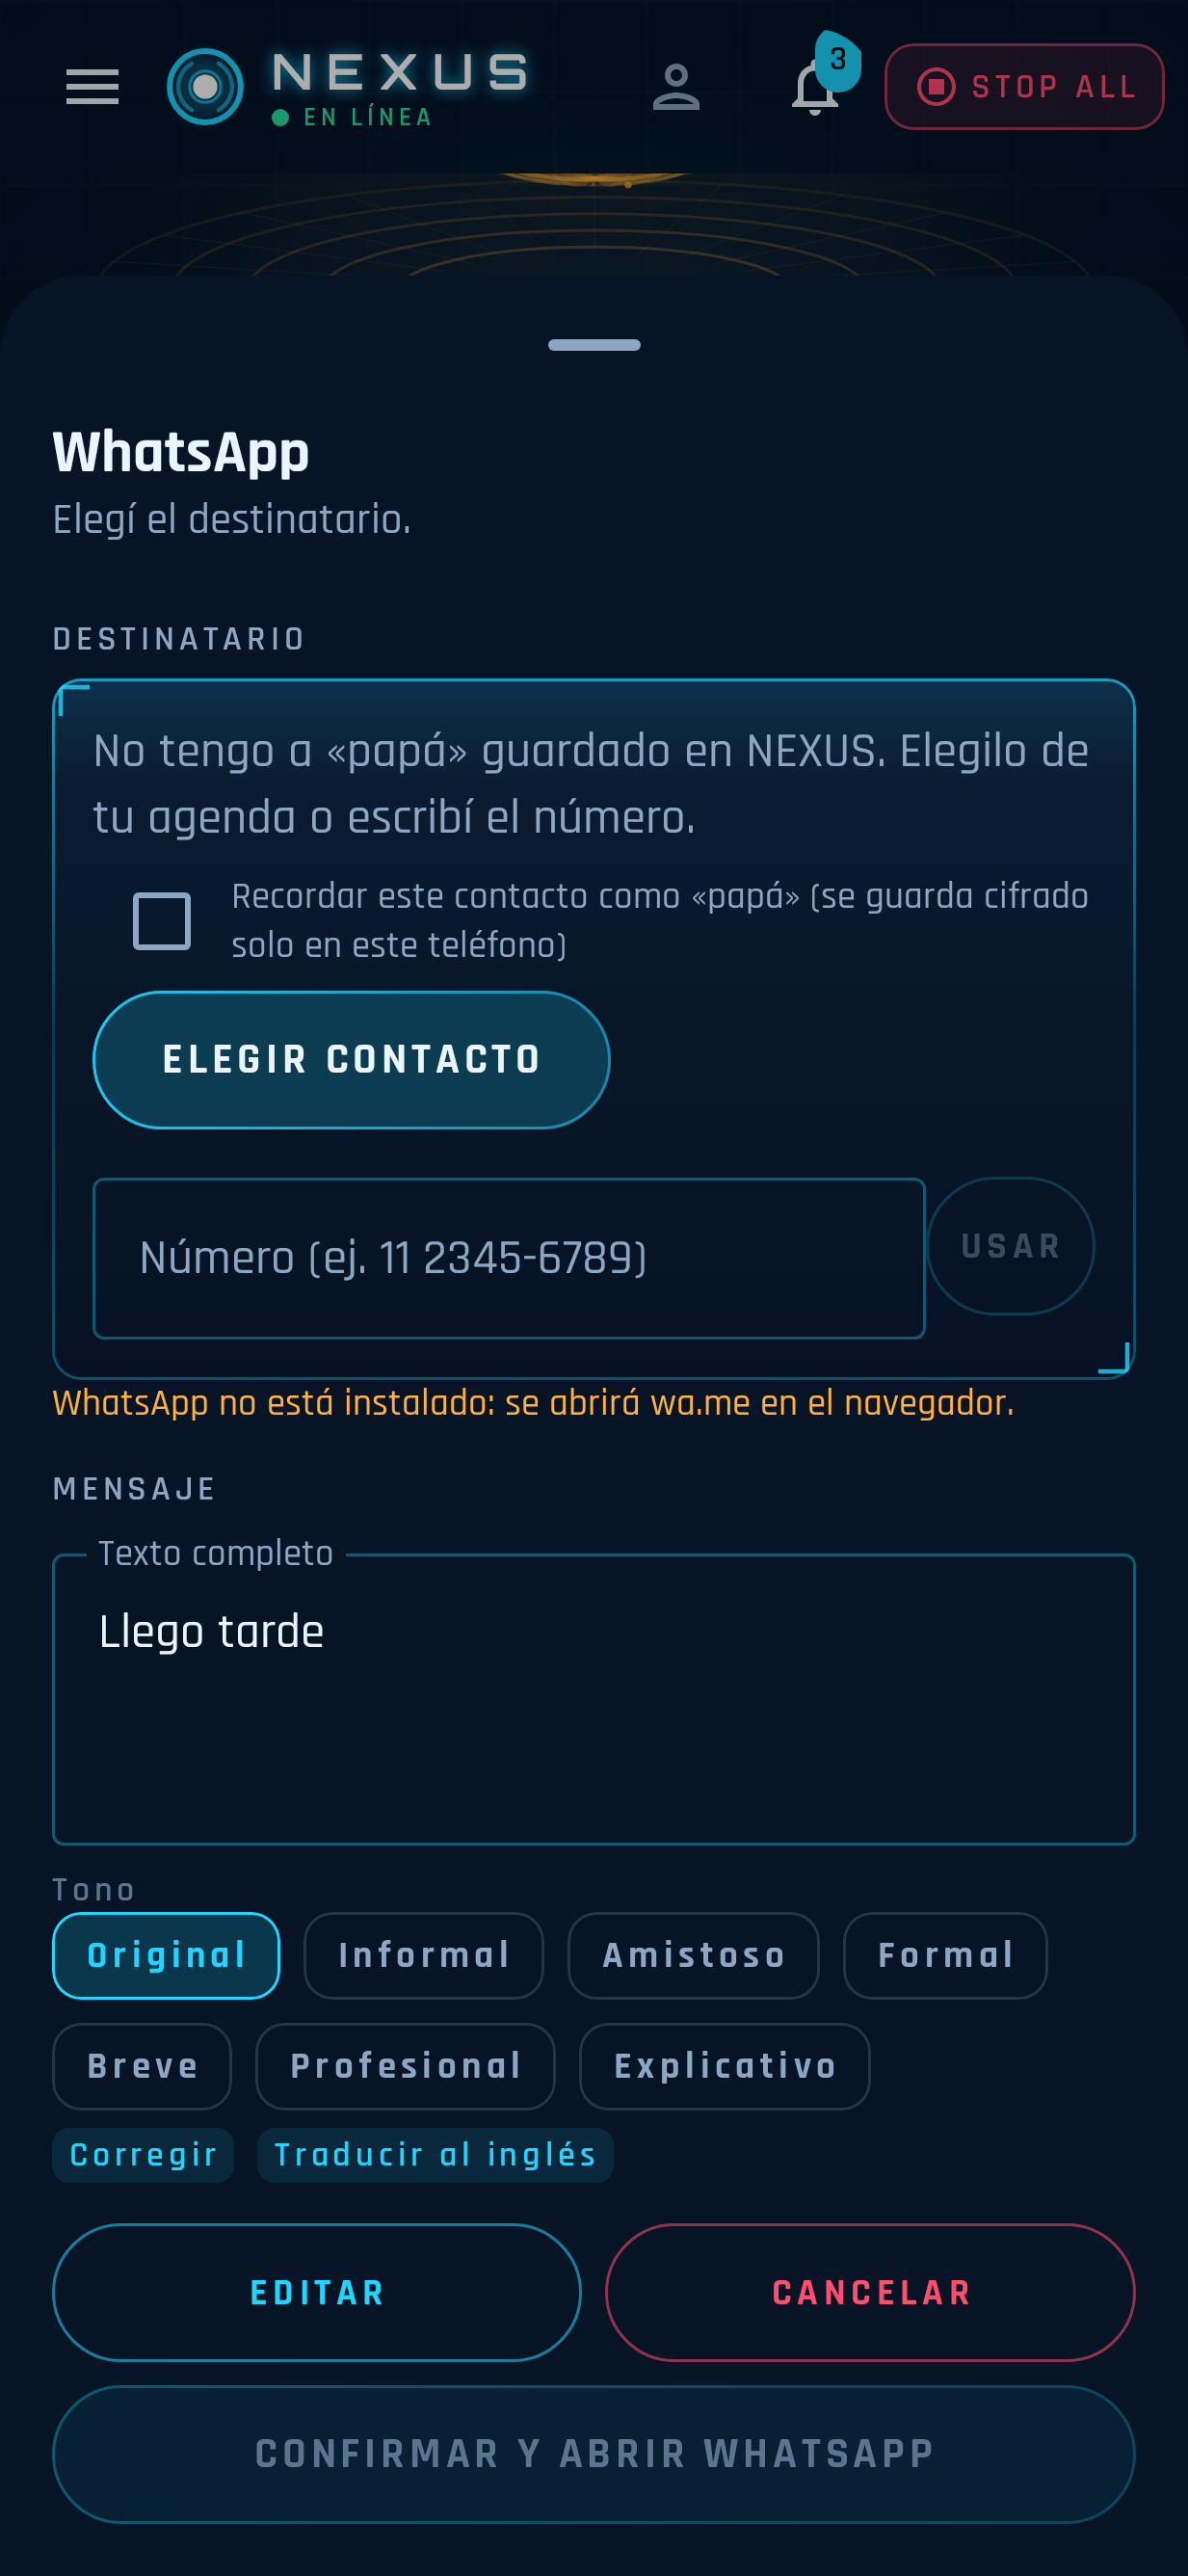 NEXUS
EN LÍNEA
3
STOP ALL
WhatsApp
Elegí el destinatario.
DESTINATARIO
No tengo a «papá» guardado en NEXUS. Elegilo de
tu agenda o escribí el número.
Recordar este contacto como «papá» (se guarda cifrado
solo en este teléfono)
ELEGIR CONTACTO
Número (ej. 11 2345-6789)
USAR
WhatsApp no está instalado: se abrirá wa.me en el navegador.
MENSAJE
Texto completo
Llego tarde
Tono
Original Informal Amistoso Formal
Breve Profesional Explicativo
Corregir Traducir al inglés
EDITAR CANCELAR
CONFIRMAR Y ABRIR WHATSAPP